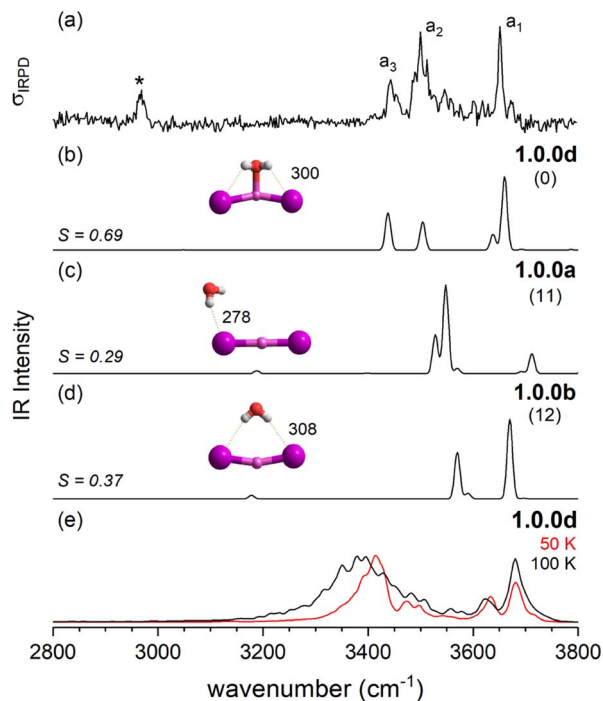 (a)
a₁
a₂
a₃
*
σIRPD
(b)
1.0.0d
(0)
300
S = 0.69
(c)
1.0.0a
(11)
278
S = 0.29
IR Intensity
(d)
1.0.0b
(12)
308
S = 0.37
(e)
1.0.0d
50 K
100 K
2800 3000 3200 3400 3600 3800
wavenumber (cm⁻¹)